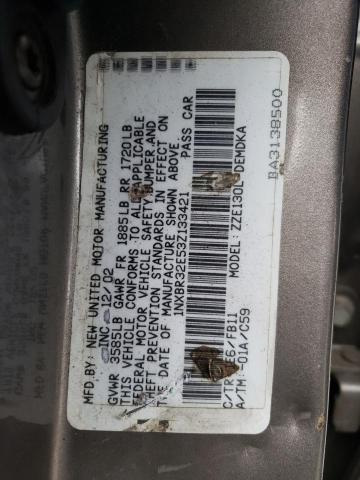 MFD BY: NEW UNITED MOTOR MANUFACTURING
INC 12/02
GVWR 3585LB GAWR FR 1885LB RR 1720LB
THIS VEHICLE CONFORMS TO ALL APPLICABLE
FEDERAL MOTOR VEHICLE SAFETY BUMPER, AND
THEFT PREVENTION STANDARDS IN EFFECT ON
THE DATE OF MANUFACTURE SHOWN ABOVE.
1NXBR32E53Z133421 PASS CAR
C/TR E6/FB11 ZZE130L-DEMDKA
A/TM -01A/C59
BA3138500